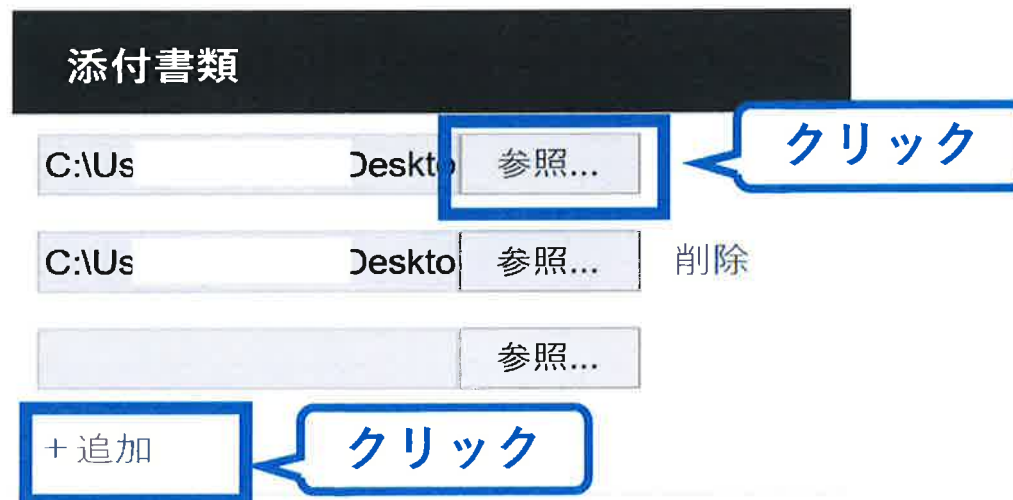 添付書類
C:\Us Deskto 参照...
クリック
C:\Us Deskto 参照... 削除
参照...
+ 追加
クリック